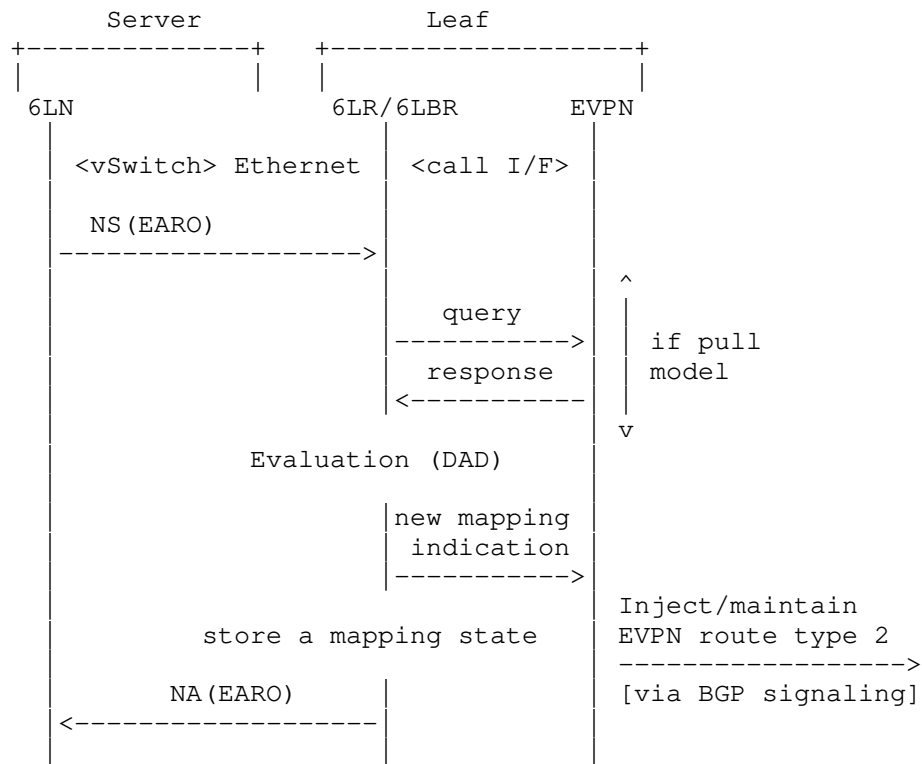 Server Leaf
6LN 6LR/6LBR EVPN
<vSwitch> Ethernet <call I/F>
NS(EARO)
query
if pull
response model
Evaluation (DAD)
new mapping
indication
Inject/maintain
store a mapping state EVPN route type 2
NA(EARO) [via BGP signaling]